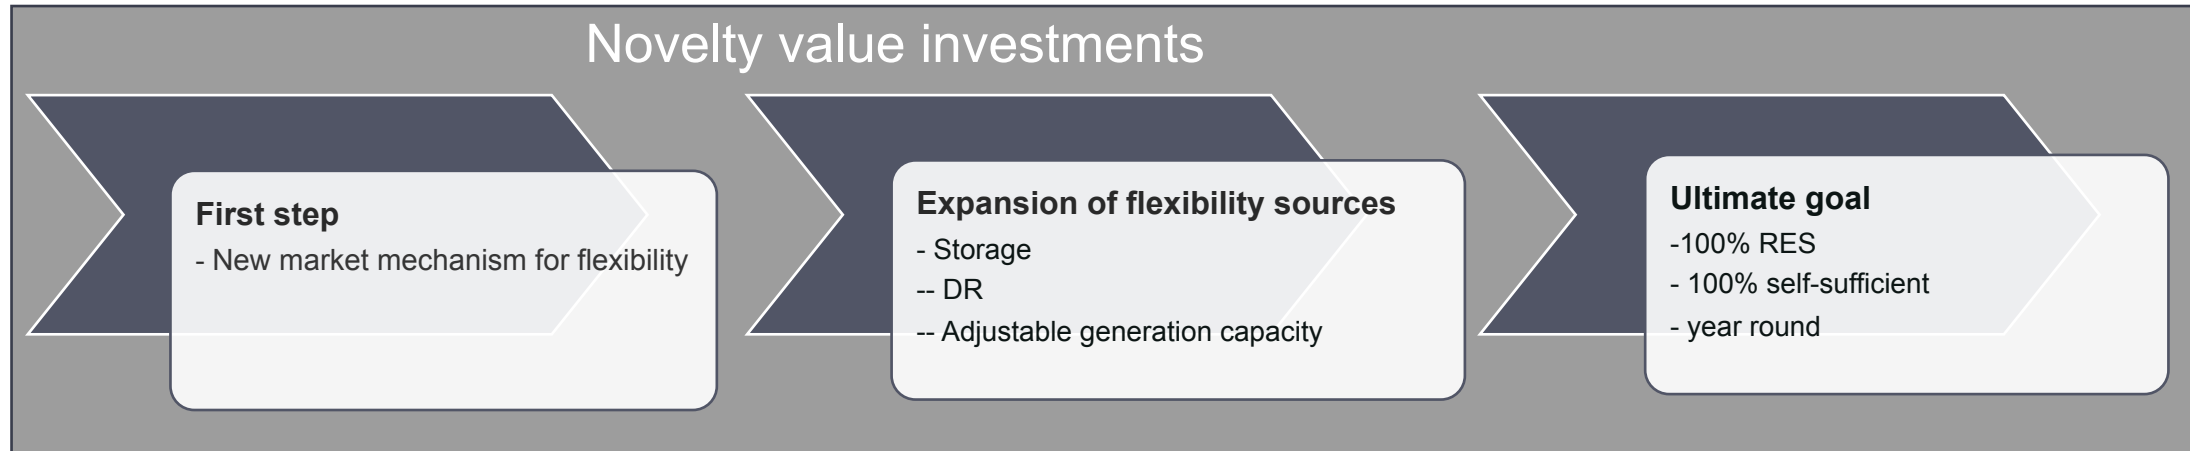 Novelty value investments
First step
- New market mechanism for flexibility
Expansion of flexibility sources
- Storage
-- DR
-- Adjustable generation capacity
Ultimate goal
-100% RES
- 100% self-sufficient
- year round